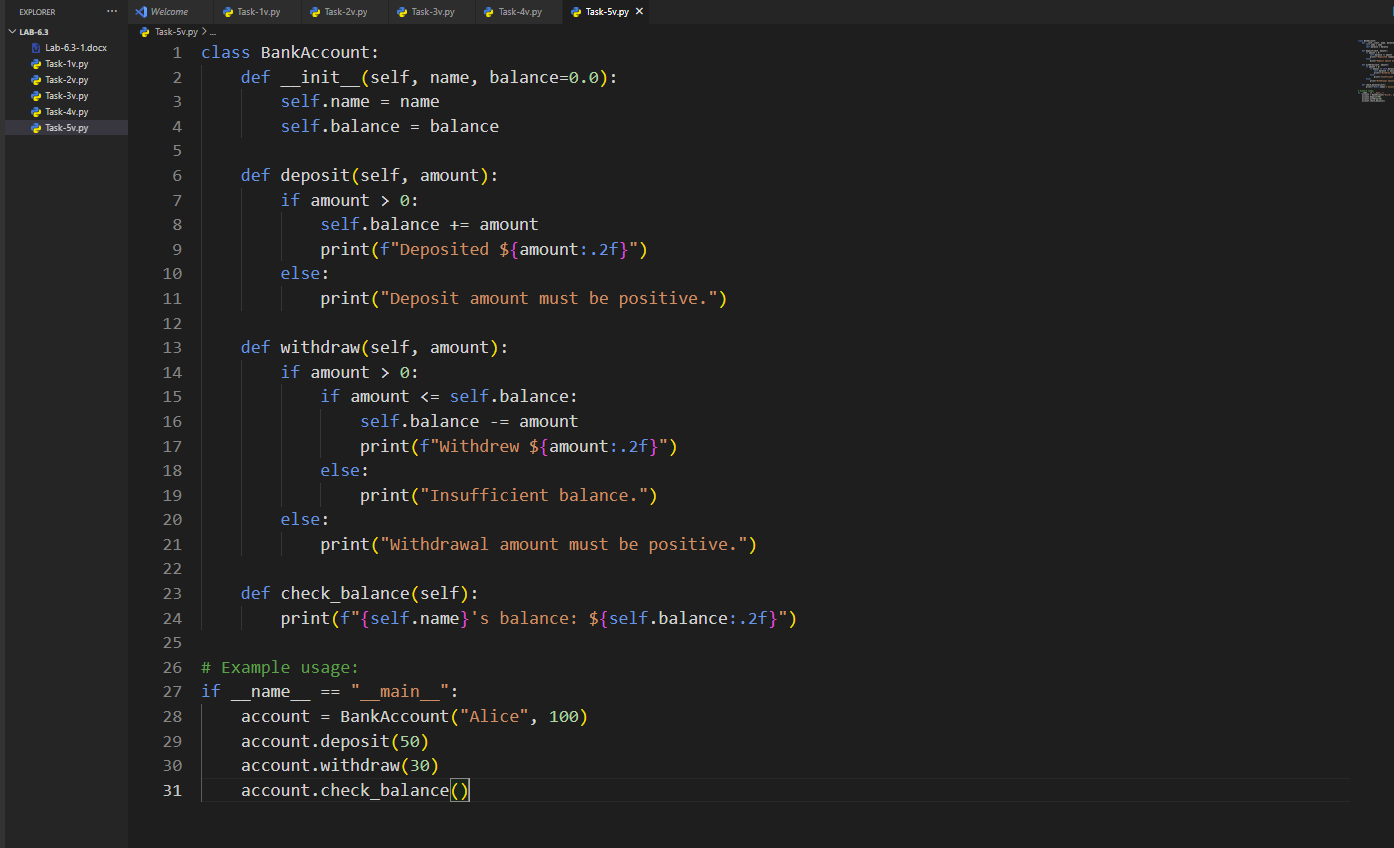 EXPLORER ...
LAB-6.3
Lab-6.3-1.docx
Task-1v.py
Task-2v.py
Task-3v.py
Task-4v.py
Task-5v.py
Welcome Task-1v.py Task-2v.py Task-3v.py Task-4v.py Task-5v.py
Task-5v.py > ...
1 class BankAccount:
2     def __init__(self, name, balance=0.0):
3         self.name = name
4         self.balance = balance
5
6     def deposit(self, amount):
7         if amount > 0:
8             self.balance += amount
9             print(f"Deposited ${amount:.2f}")
10         else:
11             print("Deposit amount must be positive.")
12
13     def withdraw(self, amount):
14         if amount > 0:
15             if amount <= self.balance:
16                 self.balance -= amount
17                 print(f"Withdrew ${amount:.2f}")
18             else:
19                 print("Insufficient balance.")
20         else:
21             print("Withdrawal amount must be positive.")
22
23     def check_balance(self):
24         print(f"{self.name}'s balance: ${self.balance:.2f}")
25
26 # Example usage:
27 if __name__ == "__main__":
28     account = BankAccount("Alice", 100)
29     account.deposit(50)
30     account.withdraw(30)
31     account.check_balance()